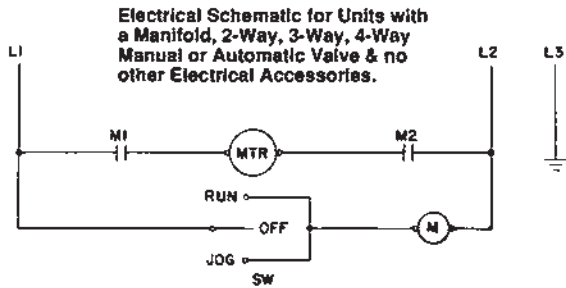 Electrical Schematic for Units with
a Manifold, 2-Way, 3-Way, 4-Way
Manual or Automatic Valve & no
other Electrical Accessories.
L1
L2
L3
M1
MTR
M2
RUN
OFF
M
JOG
SW